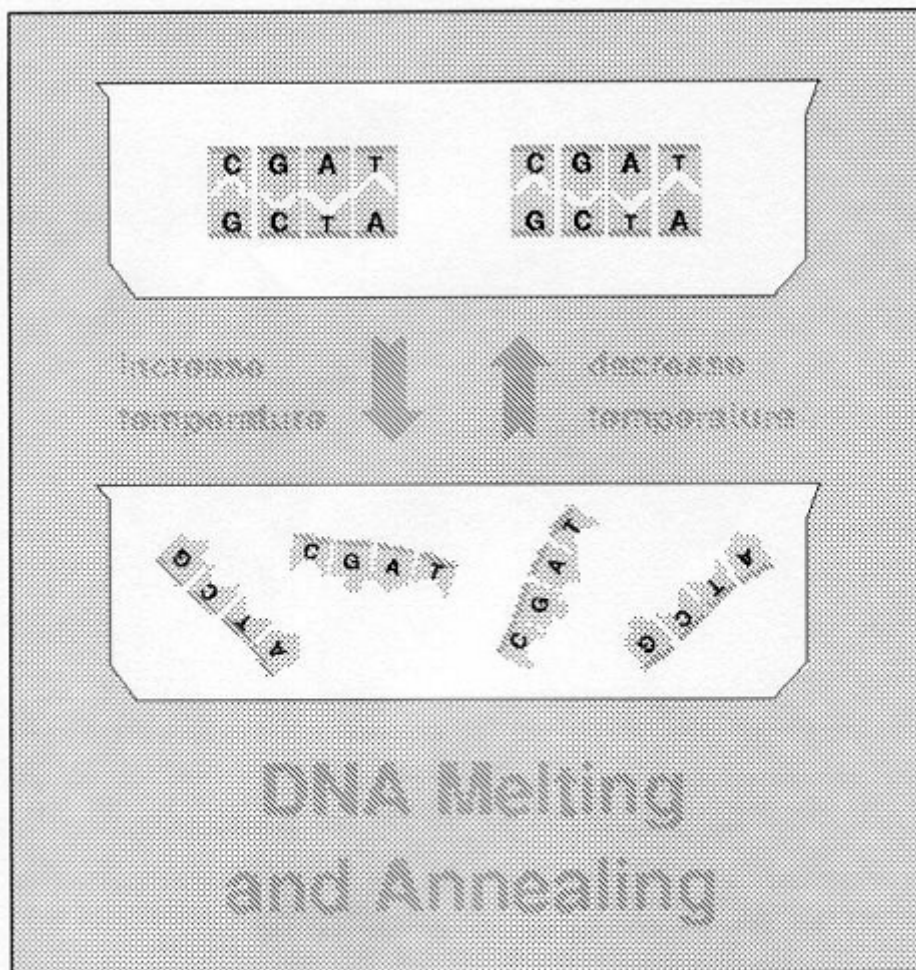 C G A T C G A T
G C T A G C T A
increase decrease
temperature temperature
G C T A C G A T C G A T G C T A
DNA Melting
and Annealing